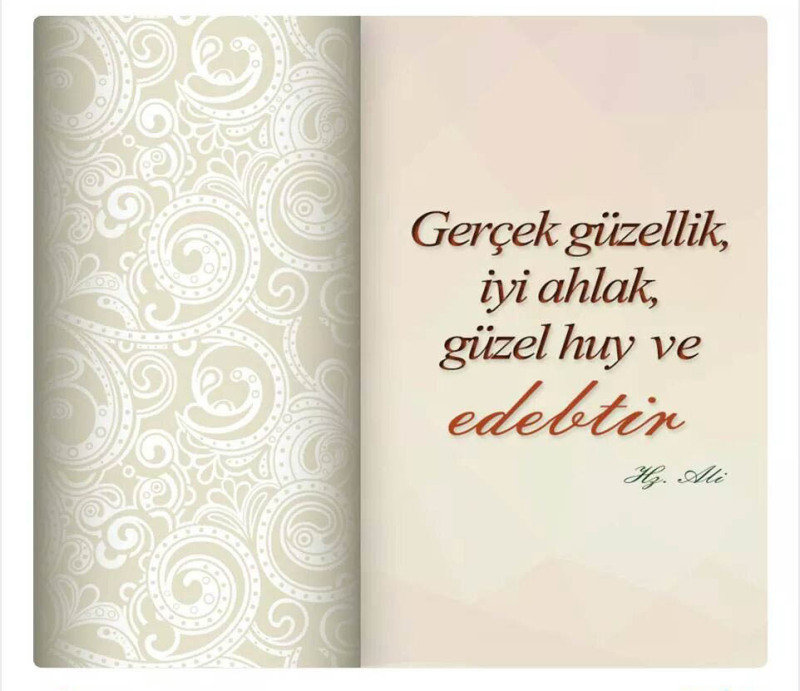 Gerçek güzellik,
iyi ahlak,
güzel huy ve
edebtir
Hz. Ali